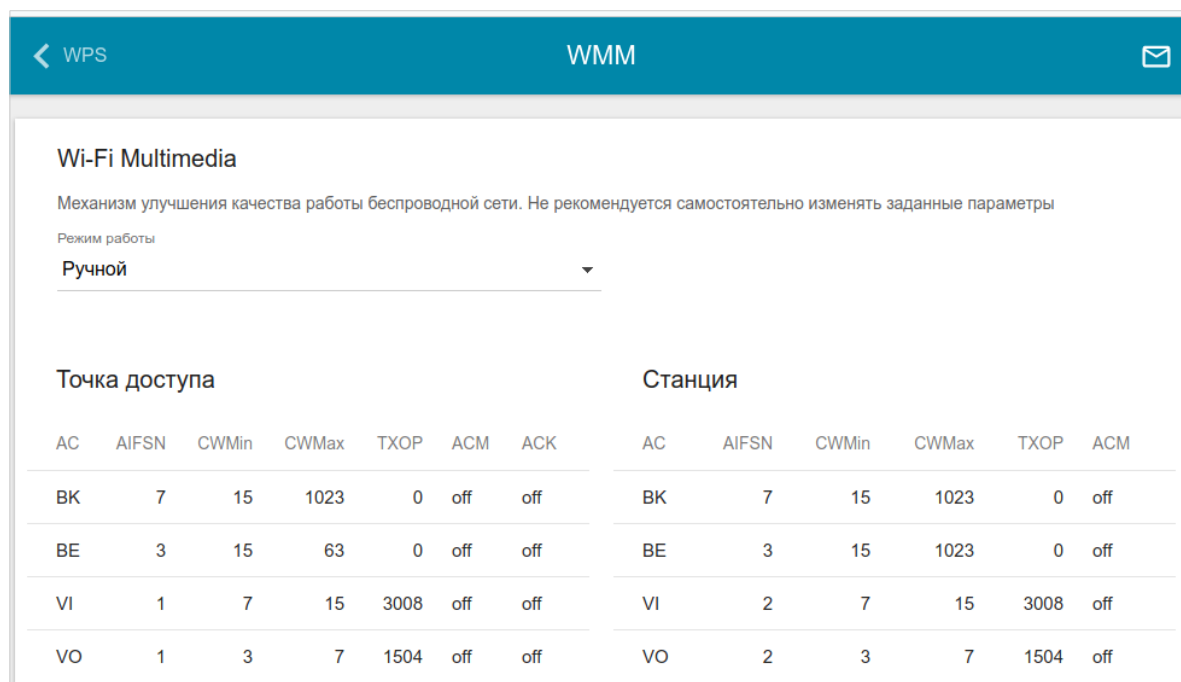 WPS WMM
Wi-Fi Multimedia
Механизм улучшения качества работы беспроводной сети. Не рекомендуется самостоятельно изменять заданные параметры
Режим работы
Ручной
Точка доступа Станция
AC AIFSN CWMin CWMax TXOP ACM ACK AC AIFSN CWMin CWMax TXOP ACM
BK 7 15 1023 0 off off BK 7 15 1023 0 off
BE 3 15 63 0 off off BE 3 15 1023 0 off
VI 1 7 15 3008 off off VI 2 7 15 3008 off
VO 1 3 7 1504 off off VO 2 3 7 1504 off